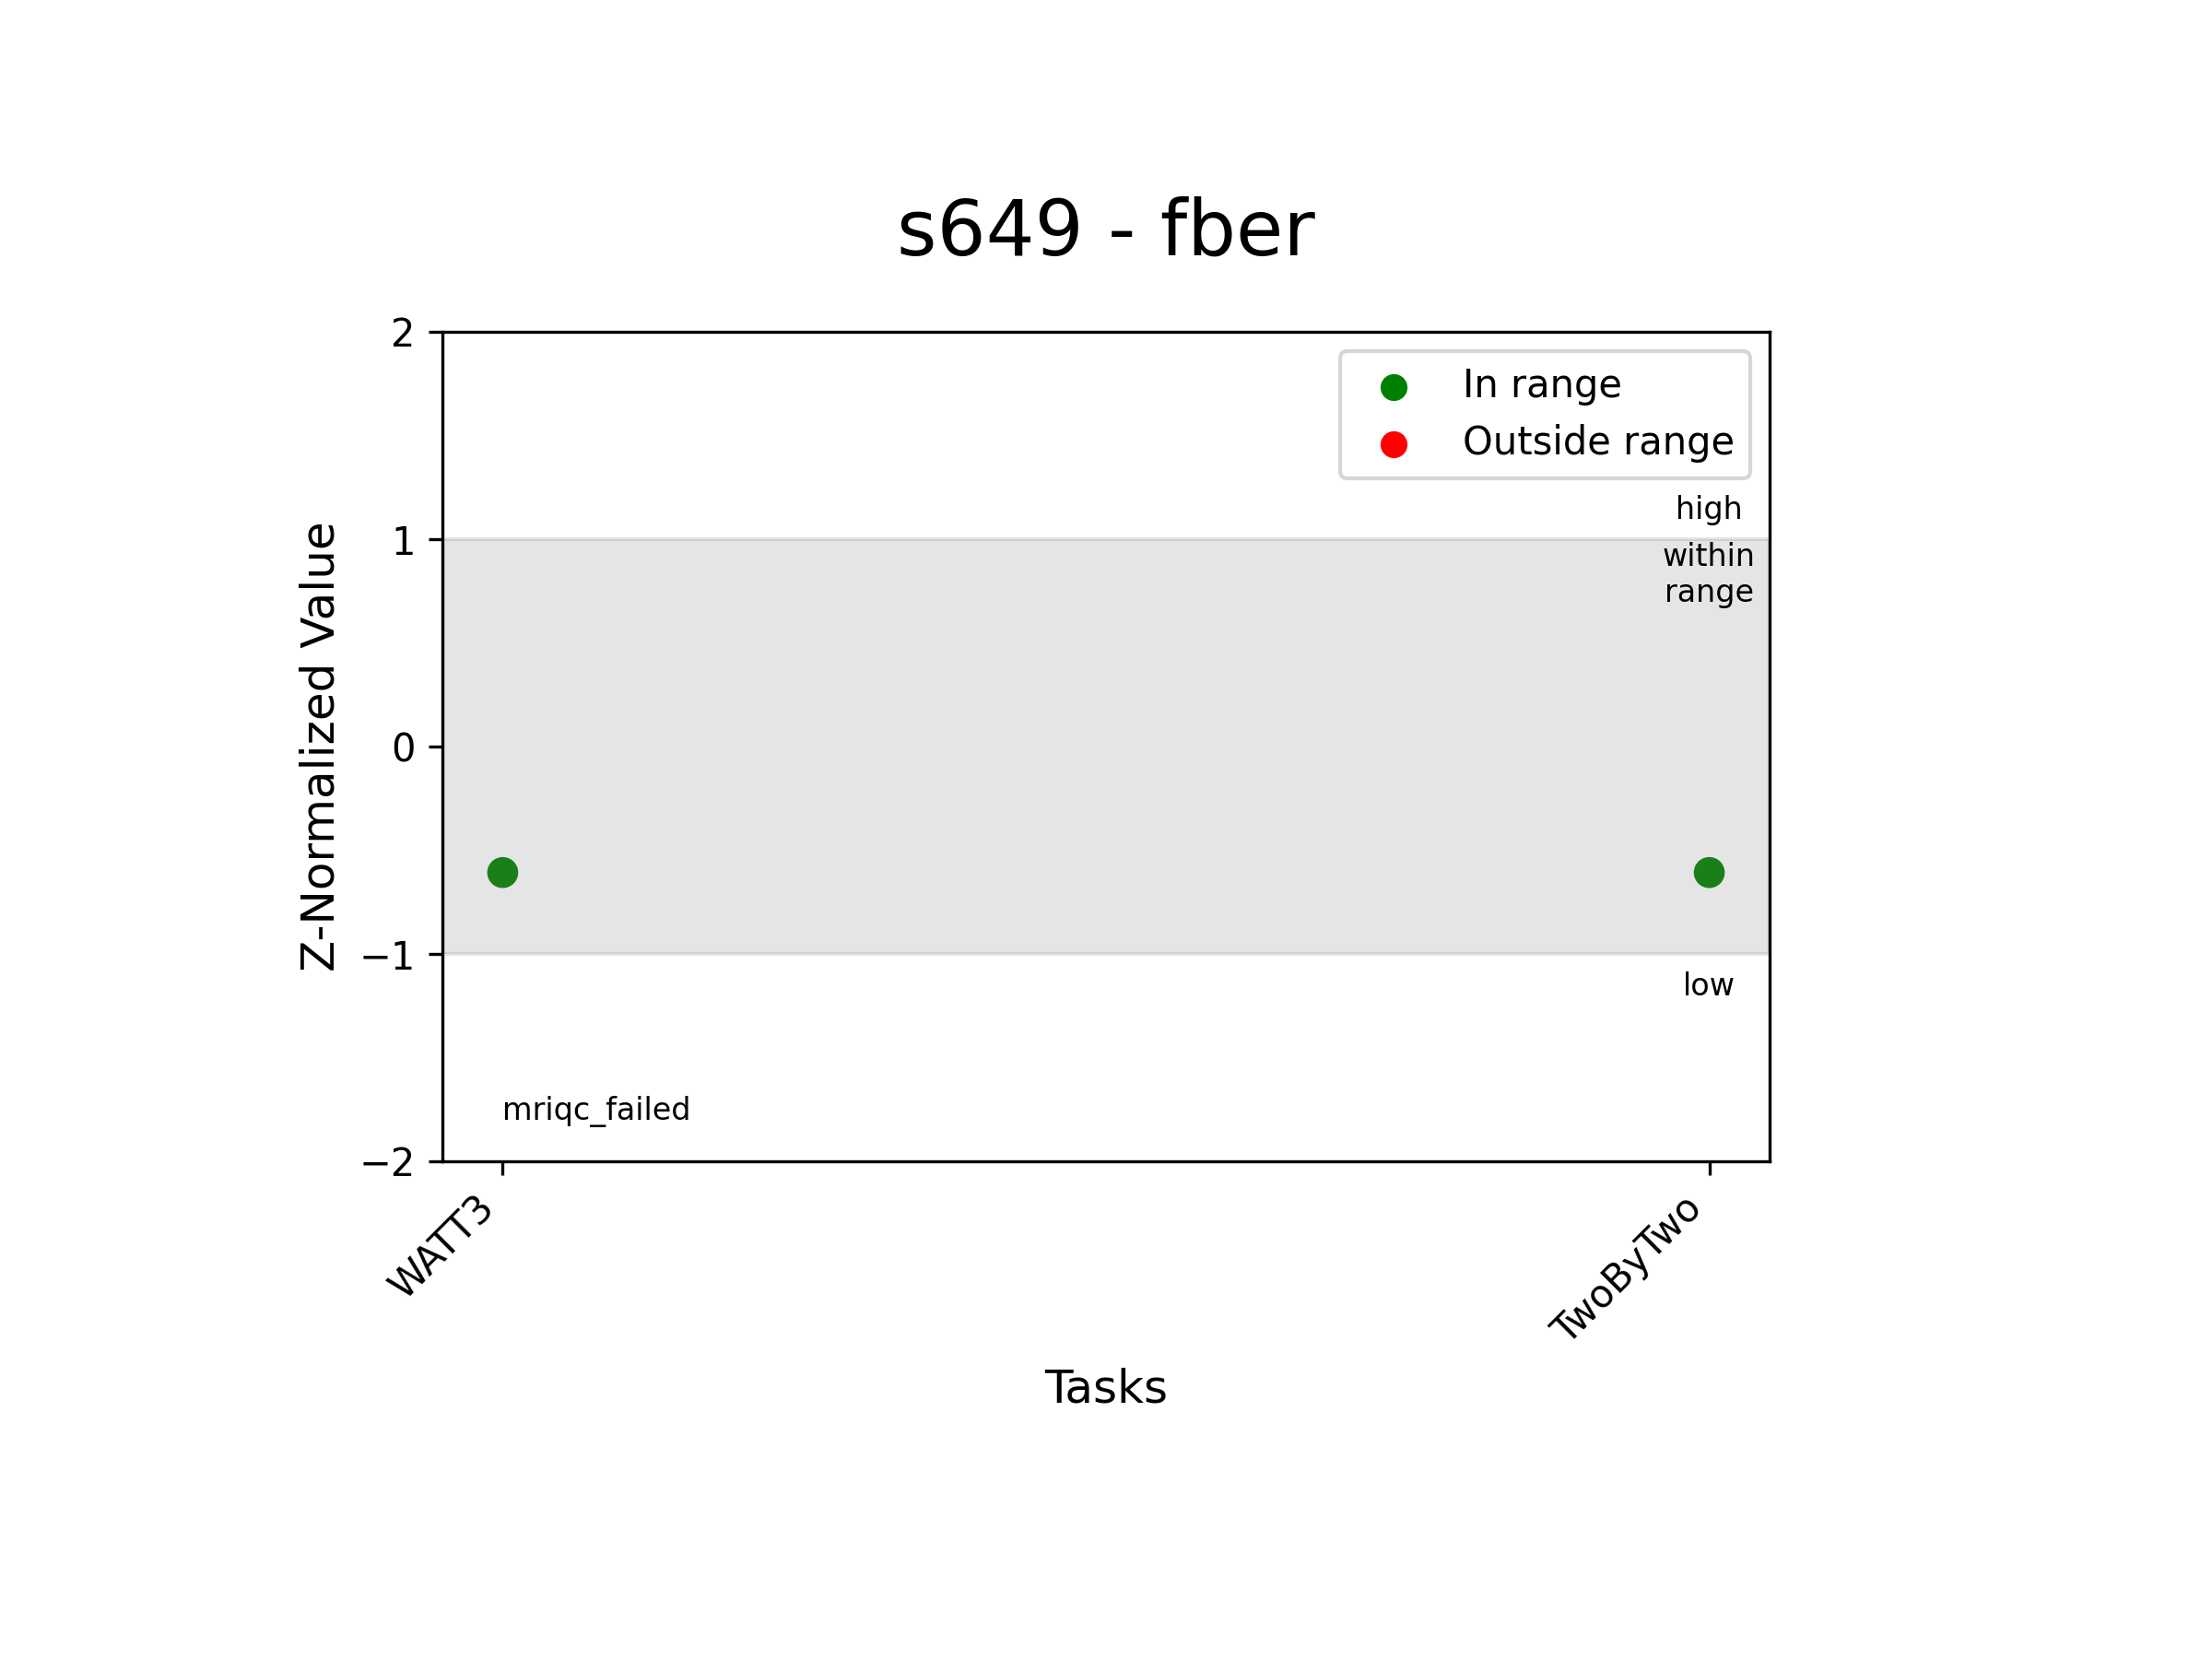 s649 - fber
2
In range
Outside range
high
1
within
range
Z-Normalized Value
0
−1
low
mriqc_failed
−2
WATT3
TwoByTwo
Tasks